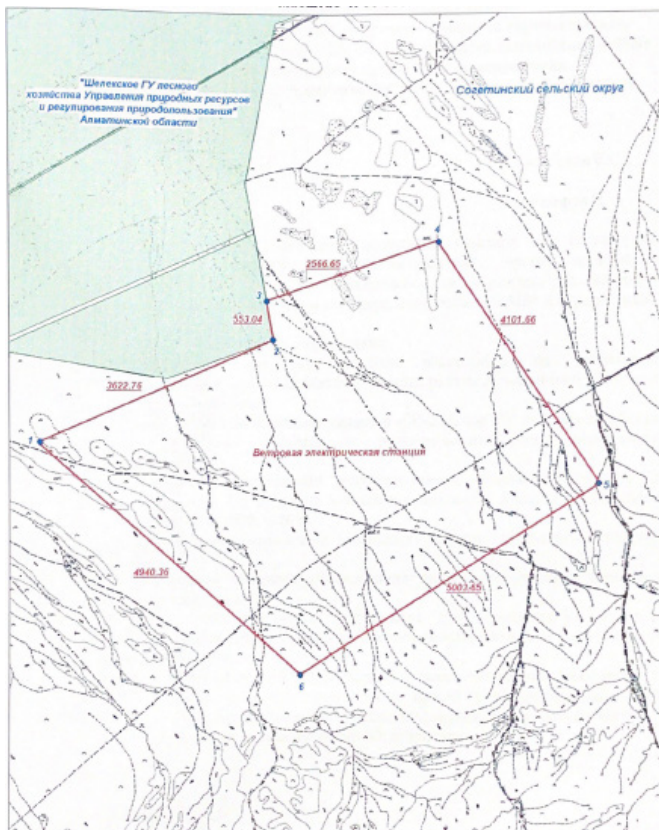 "Шелекское ГУ лесного
хозяйства Управления природных ресурсов
и регулирования природопользования"
Алматинской области
Согетинский сельский округ
4
2566.65
3
553.04
4101.66
2
3622.76
1
Ветровая электрическая станция
5
4940.36
5002.65
6